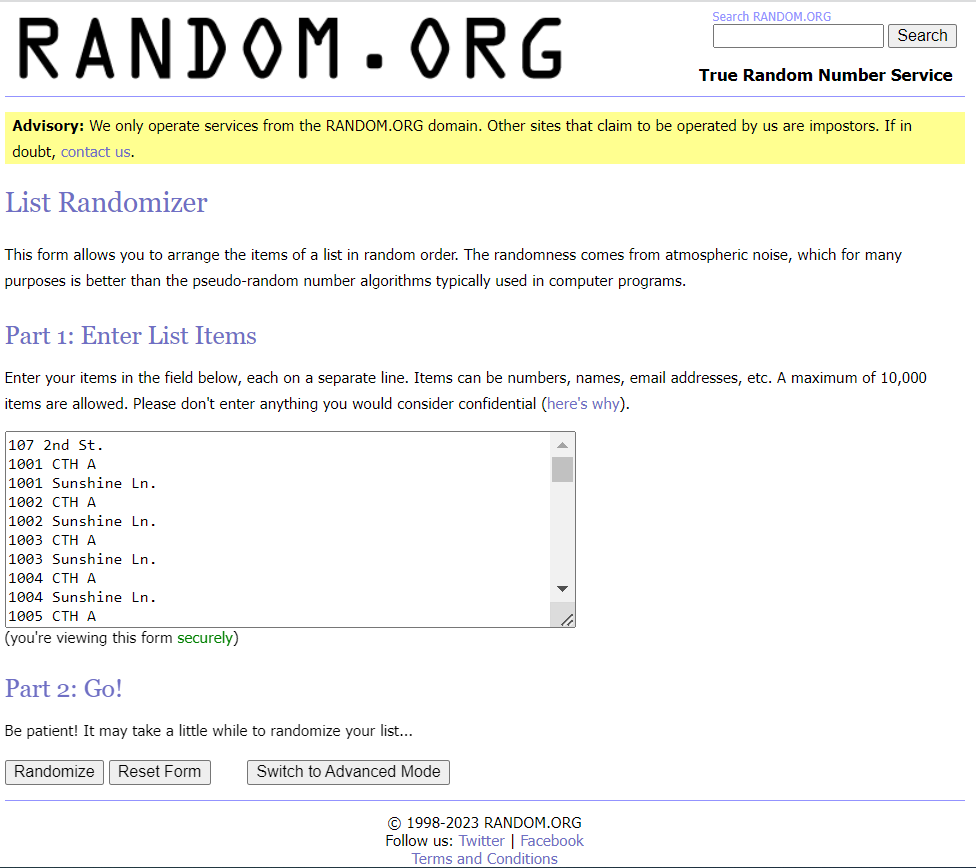 RANDOM.ORG
Search RANDOM.ORG
Search
True Random Number Service
Advisory: We only operate services from the RANDOM.ORG domain. Other sites that claim to be operated by us are impostors. If in
doubt, contact us.
List Randomizer
This form allows you to arrange the items of a list in random order. The randomness comes from atmospheric noise, which for many
purposes is better than the pseudo-random number algorithms typically used in computer programs.
Part 1: Enter List Items
Enter your items in the field below, each on a separate line. Items can be numbers, names, email addresses, etc. A maximum of 10,000
items are allowed. Please don't enter anything you would consider confidential (here's why).
107 2nd St.
1001 CTH A
1001 Sunshine Ln.
1002 CTH A
1002 Sunshine Ln.
1003 CTH A
1003 Sunshine Ln.
1004 CTH A
1004 Sunshine Ln.
1005 CTH A
(you're viewing this form securely)
Part 2: Go!
Be patient! It may take a little while to randomize your list...
Randomize Reset Form Switch to Advanced Mode
© 1998-2023 RANDOM.ORG
Follow us: Twitter | Facebook
Terms and Conditions